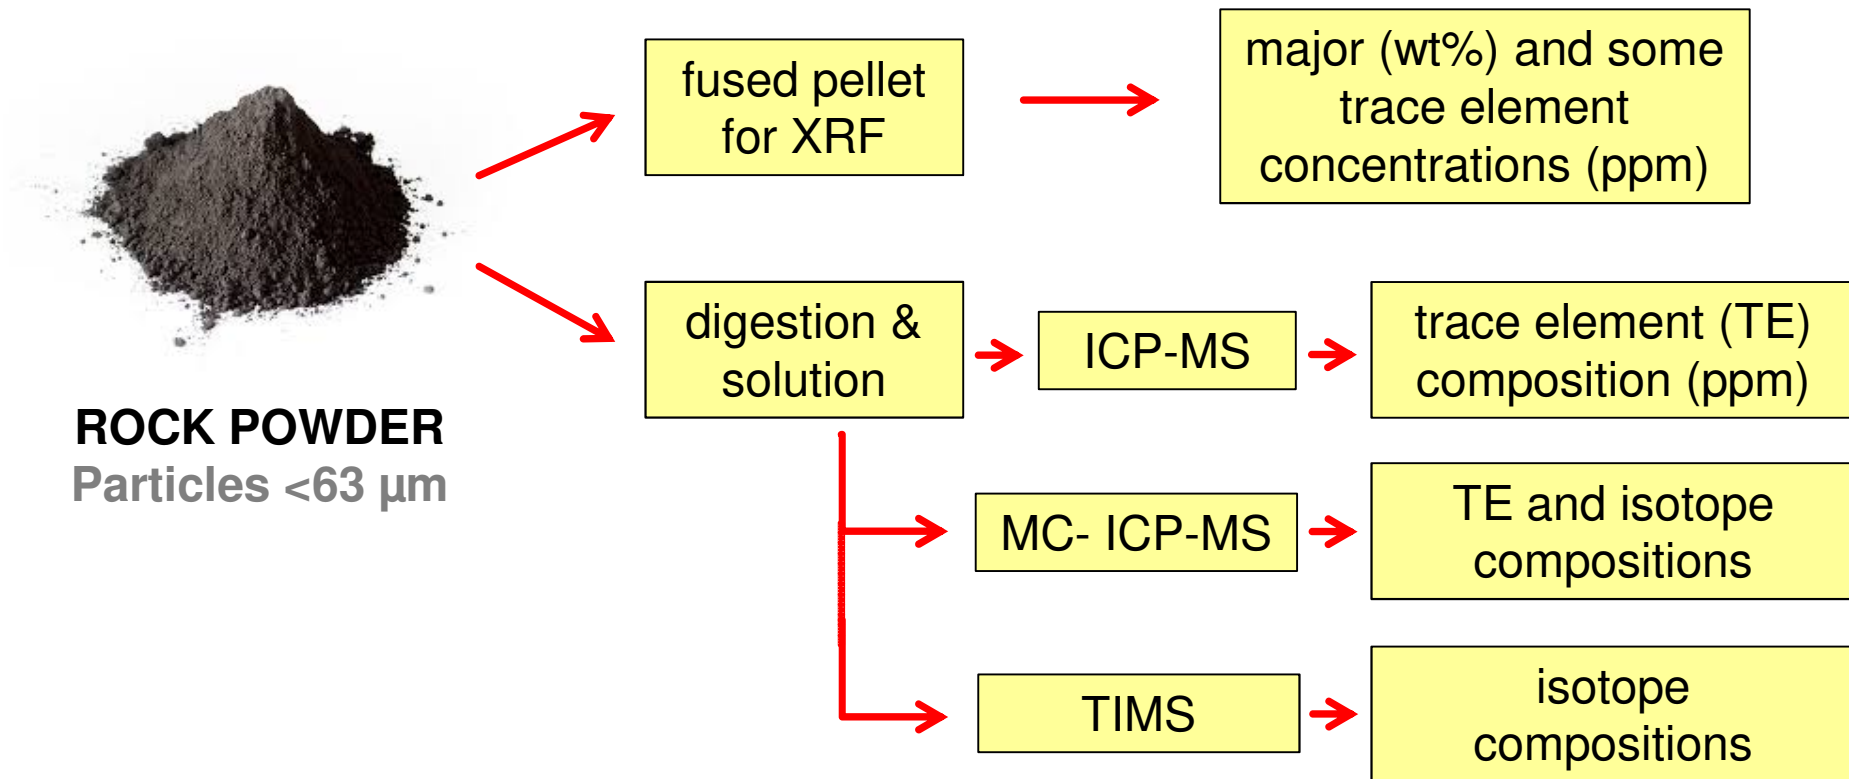 fused pellet
for XRF
major (wt%) and some
trace element
concentrations (ppm)
digestion &
solution
ICP-MS
trace element (TE)
composition (ppm)
ROCK POWDER
Particles <63 µm
MC- ICP-MS
TE and isotope
compositions
TIMS
isotope
compositions